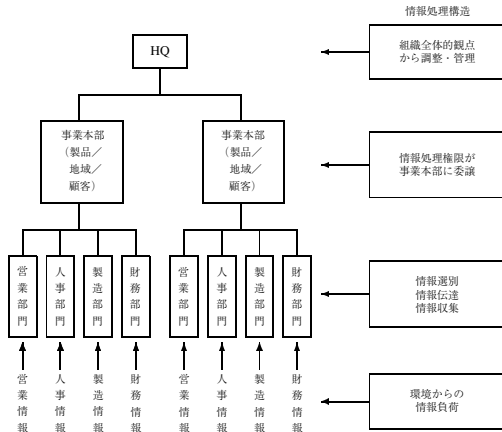 情報処理構造
HQ
組織全体的観点
から調整・管理
事業本部
(製品／
地域／
顧客)
事業本部
(製品／
地域／
顧客)
情報処理権限が
事業本部に委譲
営業部門
人事部門
製造部門
財務部門
営業部門
人事部門
製造部門
財務部門
情報選別
情報伝達
情報収集
営業情報
人事情報
製造情報
財務情報
営業情報
人事情報
製造情報
財務情報
環境からの
情報負荷